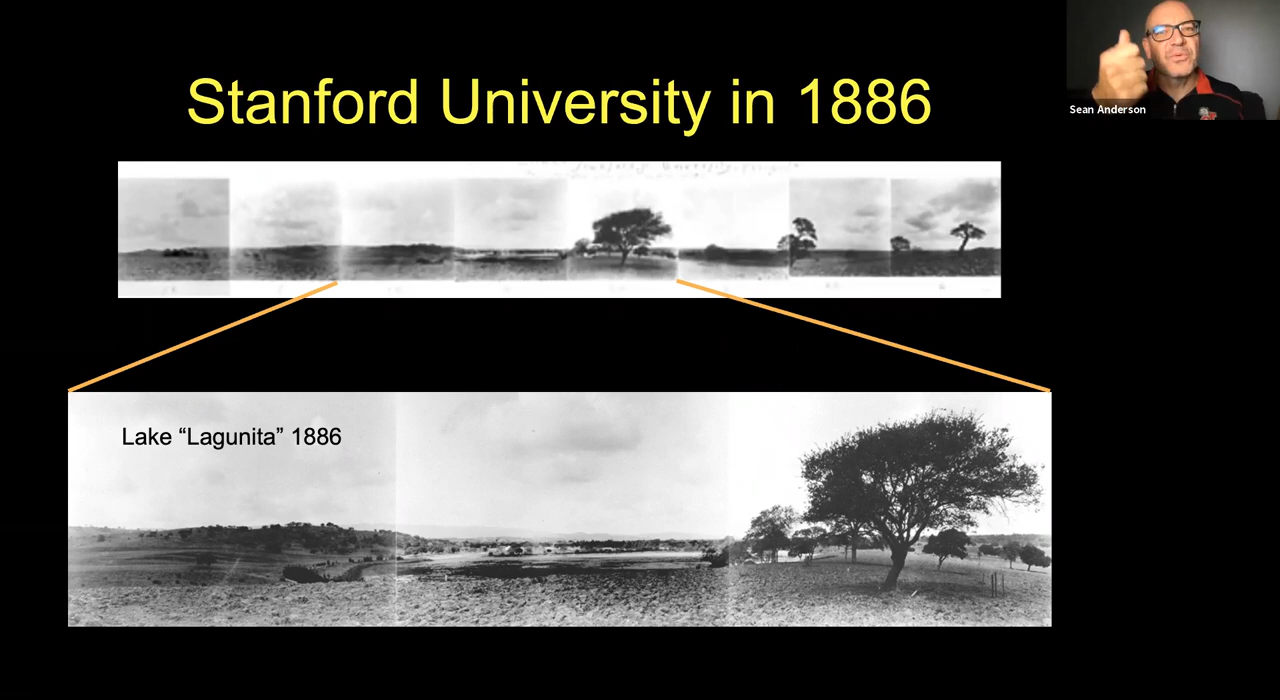 Stanford University in 1886
Sean Anderson
Lake “Lagunita” 1886